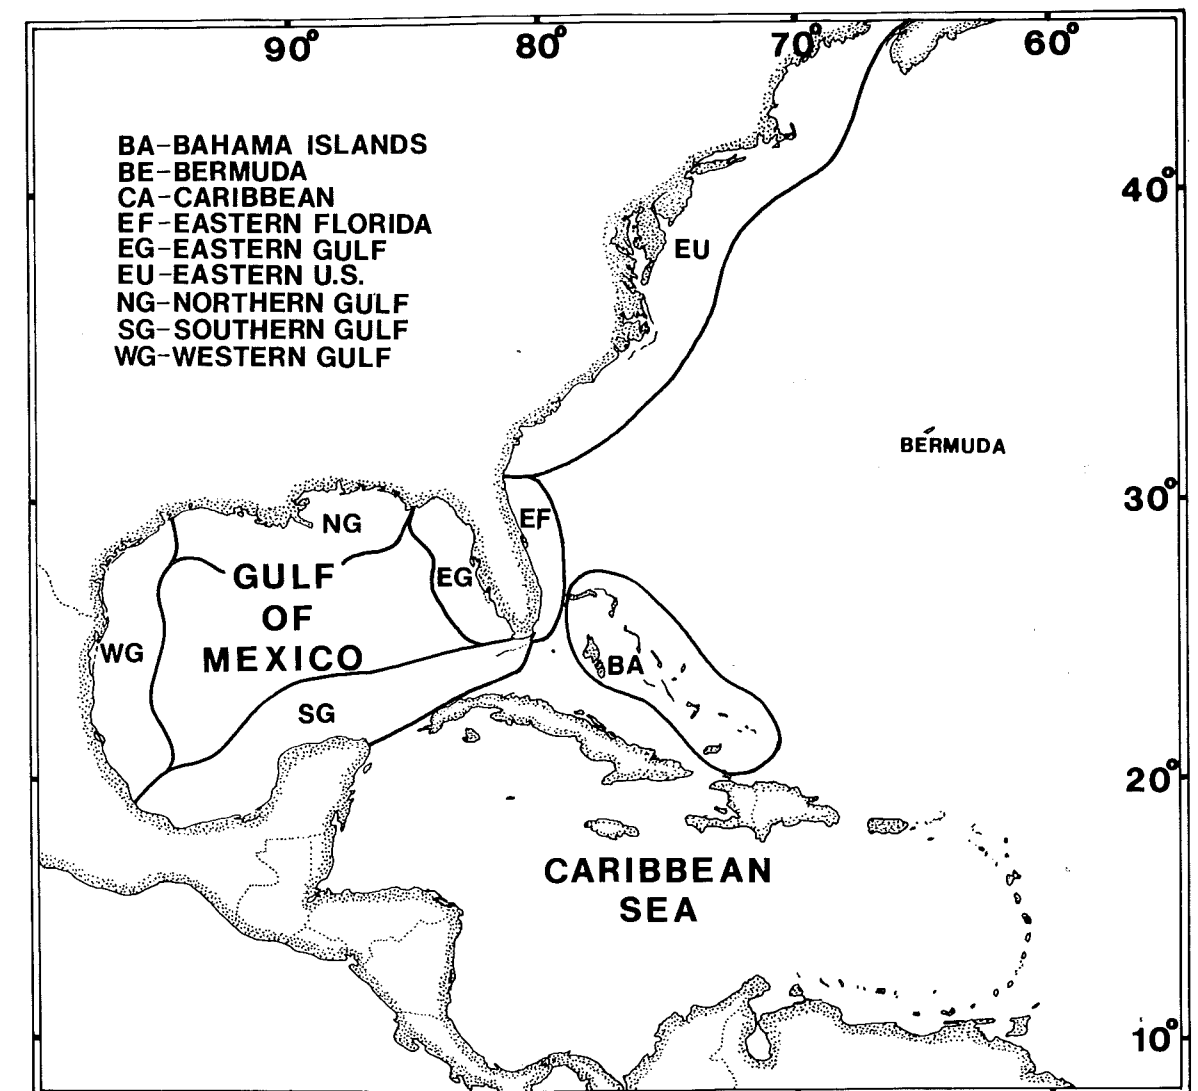 90° 80° 70° 60°
BA-BAHAMA ISLANDS
BE-BERMUDA
CA-CARIBBEAN
EF-EASTERN FLORIDA
EG-EASTERN GULF
EU-EASTERN U.S.
NG-NORTHERN GULF
SG-SOUTHERN GULF
WG-WESTERN GULF
40°
EU
BERMUDA
30°
NG
EF
EG
GULF
OF
MEXICO
WG
BA
SG
20°
CARIBBEAN
SEA
10°